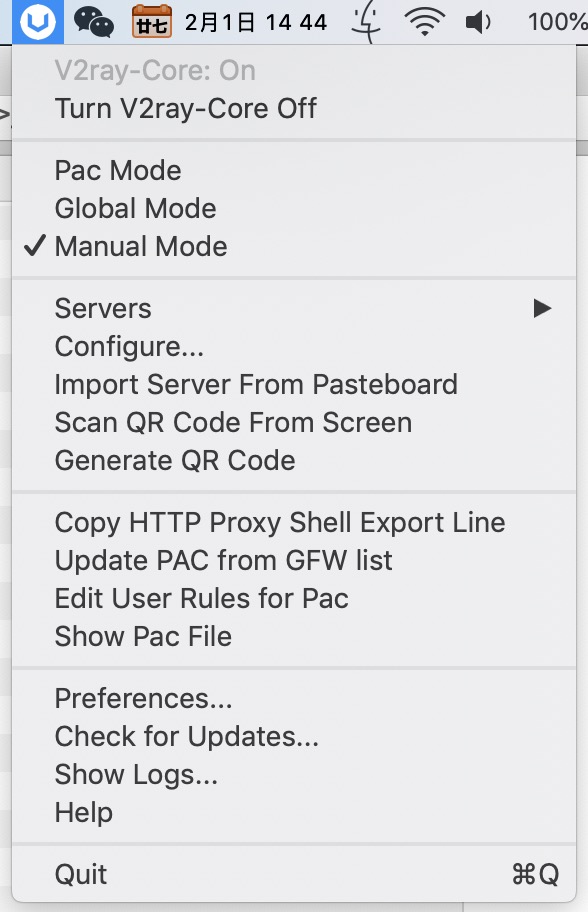 廿七 2月1日 14 44 100%
V2ray-Core: On
Turn V2ray-Core Off
Pac Mode
Global Mode
✓ Manual Mode
Servers ▶
Configure...
Import Server From Pasteboard
Scan QR Code From Screen
Generate QR Code
Copy HTTP Proxy Shell Export Line
Update PAC from GFW list
Edit User Rules for Pac
Show Pac File
Preferences...
Check for Updates...
Show Logs...
Help
Quit ⌘Q